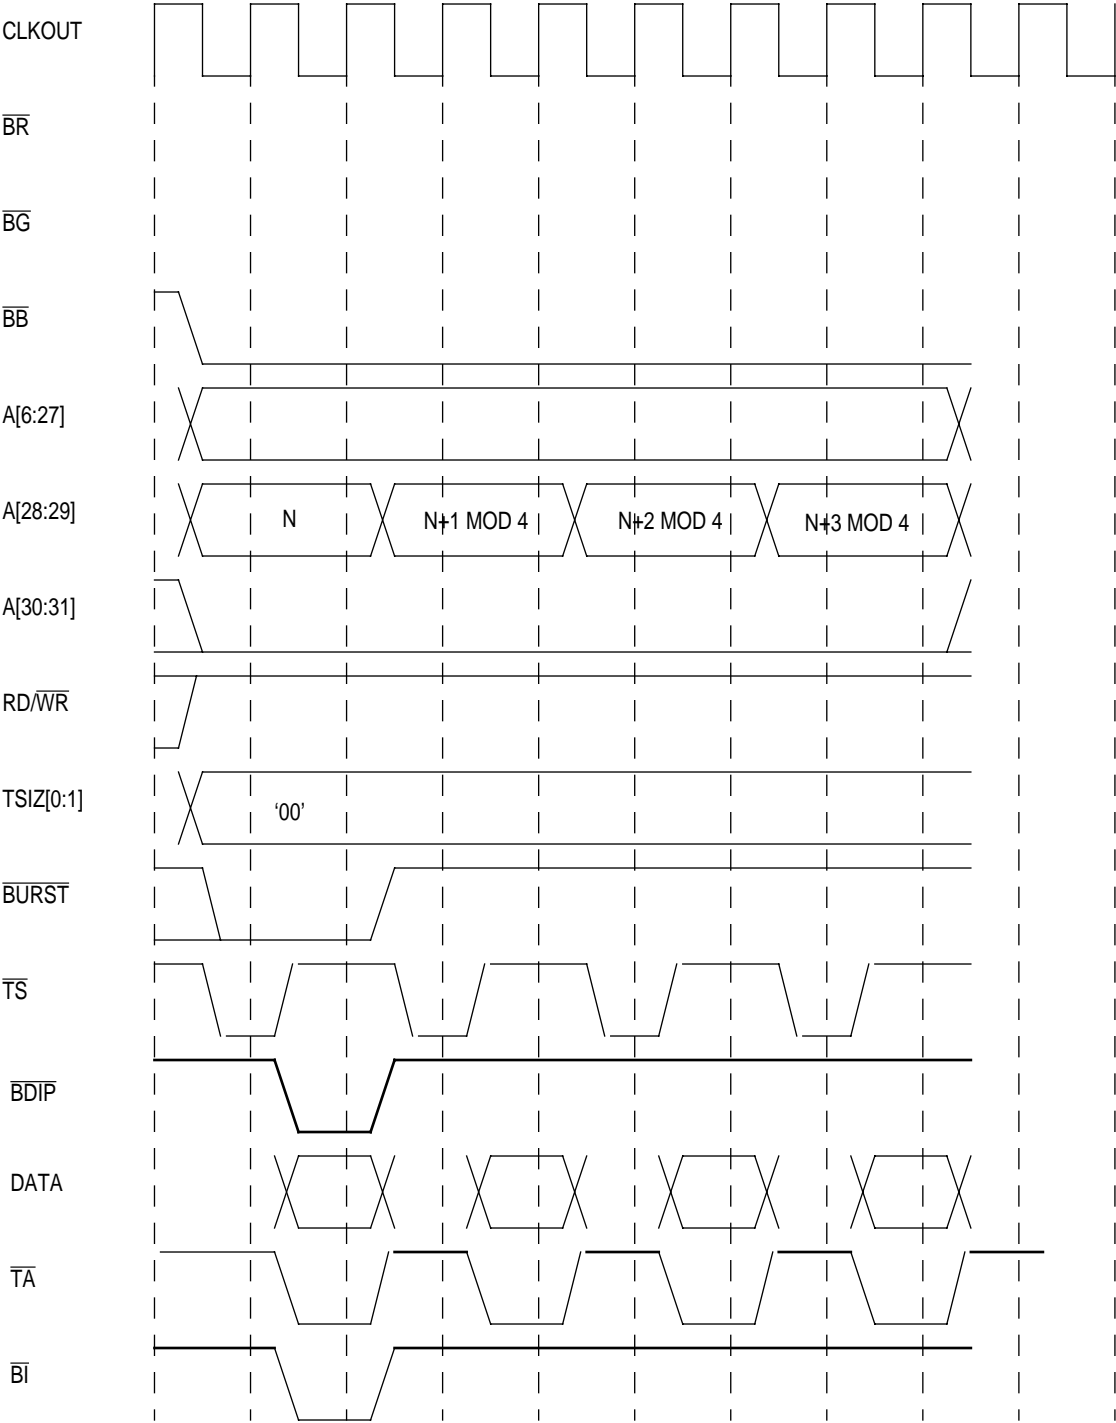 CLKOUT
BR
BG
BB
A[6:27]
A[28:29]
N
N+1 MOD 4
N+2 MOD 4
N+3 MOD 4
A[30:31]
RD/WR
TSIZ[0:1]
‘00’
BURST
TS
BDIP
DATA
TA
BI